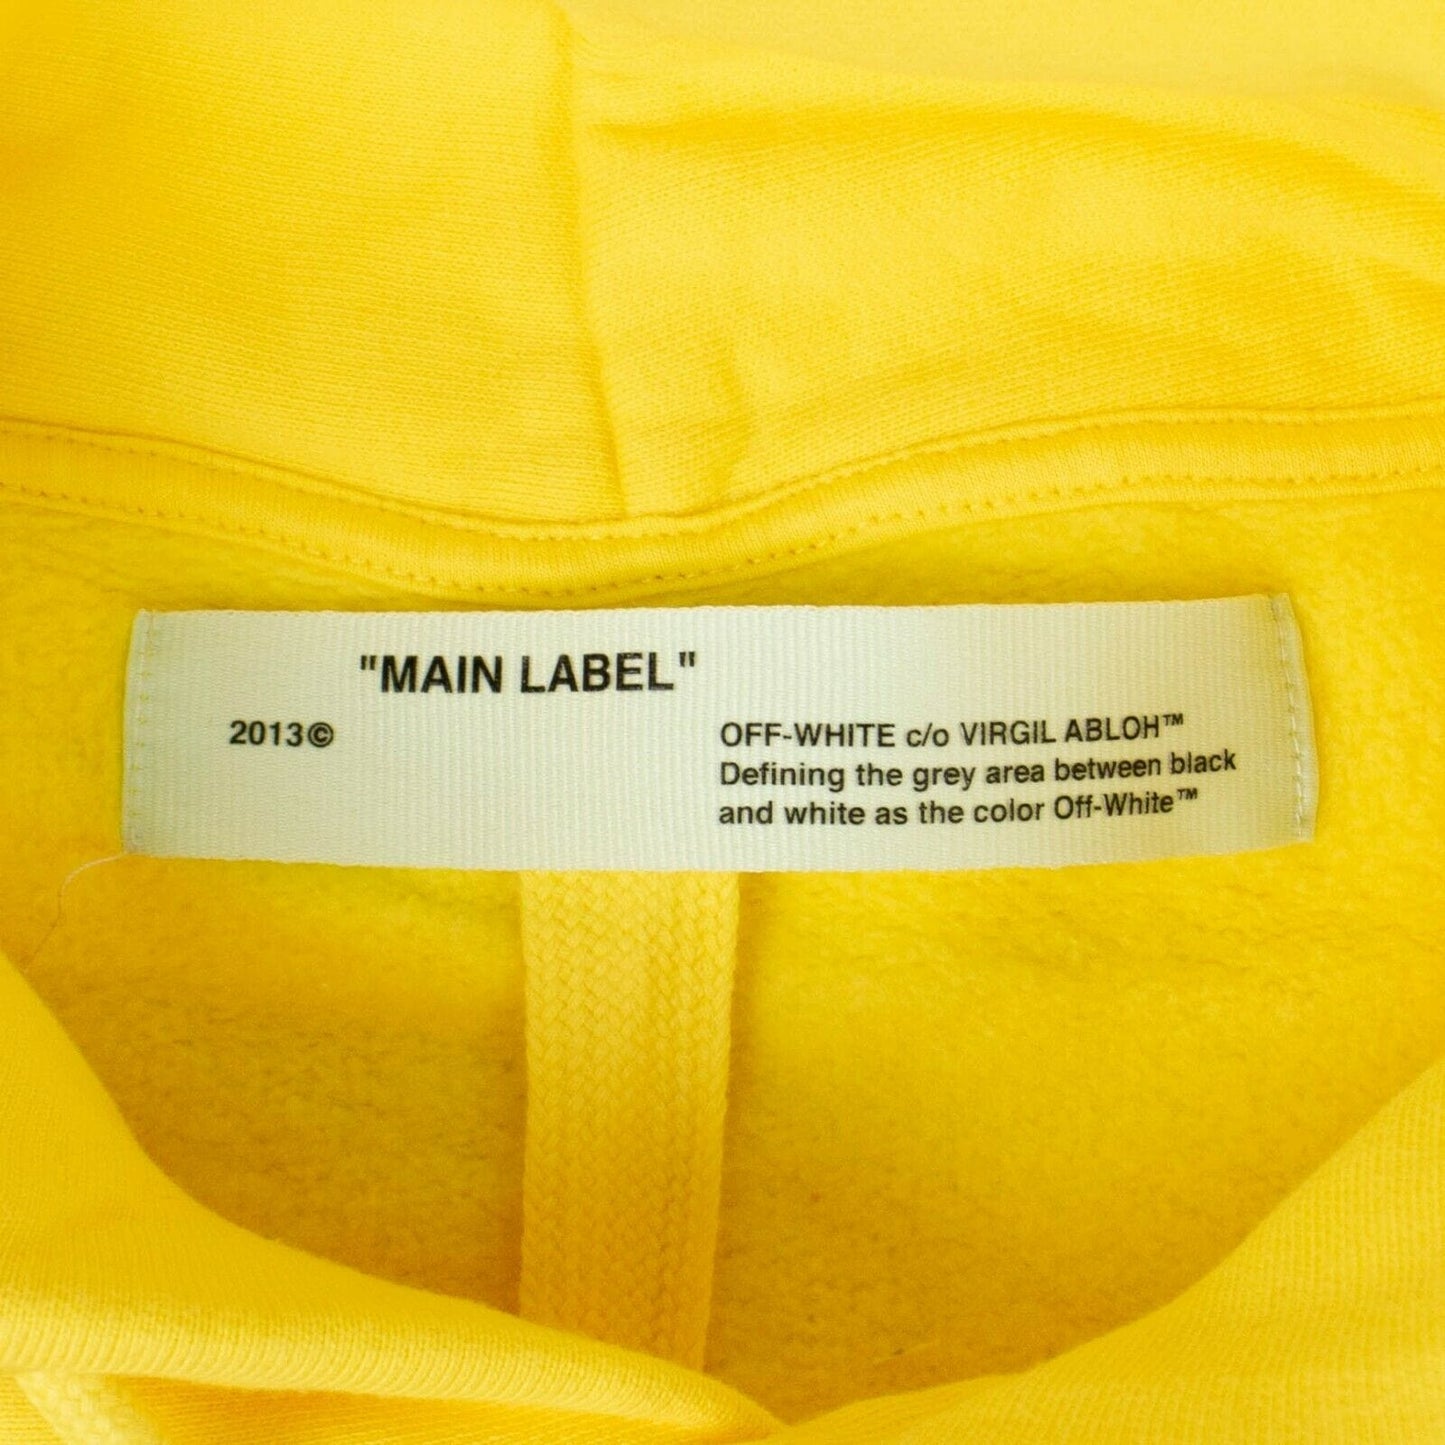 "MAIN LABEL"
2013©
OFF-WHITE c/o VIRGIL ABLOH™
Defining the grey area between black
and white as the color Off-White™